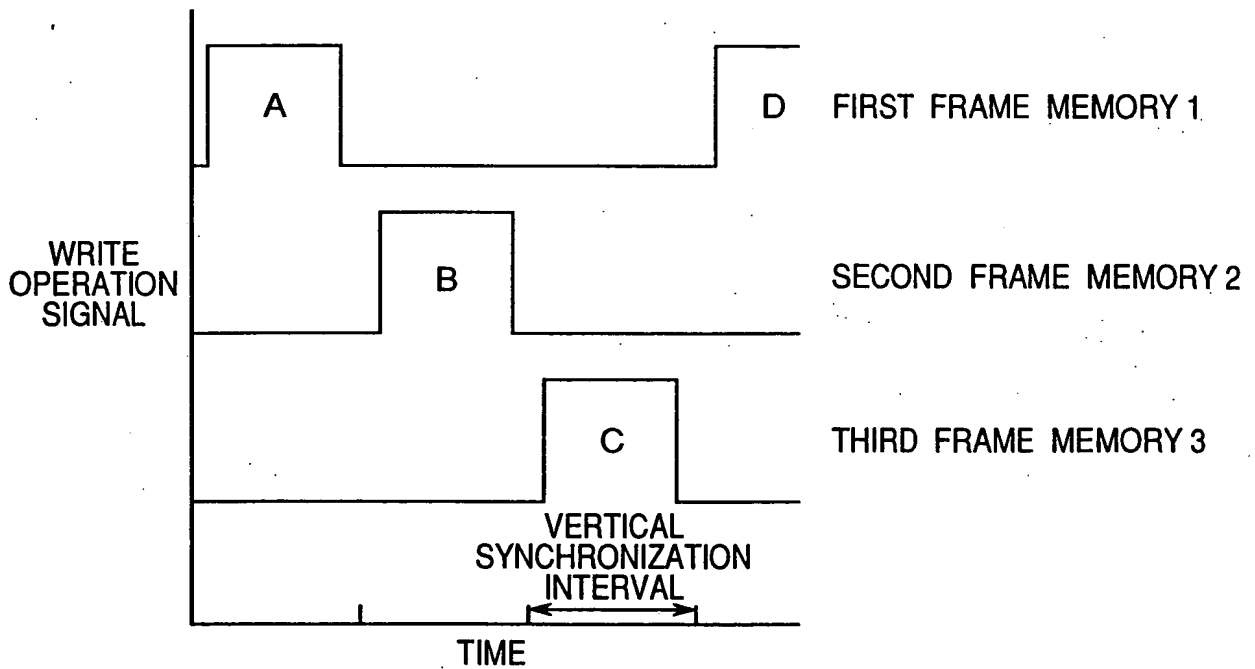 A
D
FIRST FRAME MEMORY 1
WRITE
OPERATION
SIGNAL
B
SECOND FRAME MEMORY 2
C
THIRD FRAME MEMORY 3
VERTICAL
SYNCHRONIZATION
INTERVAL
TIME